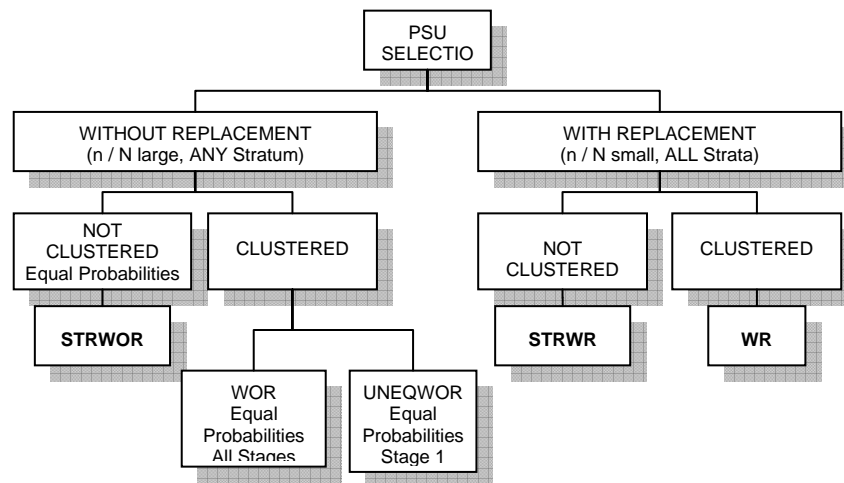 PSU
SELECTIO
WITHOUT REPLACEMENT
(n / N large, ANY Stratum)
WITH REPLACEMENT
(n / N small, ALL Strata)
NOT
CLUSTERED
Equal Probabilities
CLUSTERED
NOT
CLUSTERED
CLUSTERED
STRWOR
STRWR
WR
WOR
Equal
Probabilities
All Stages
UNEQWOR
Equal
Probabilities
Stage 1